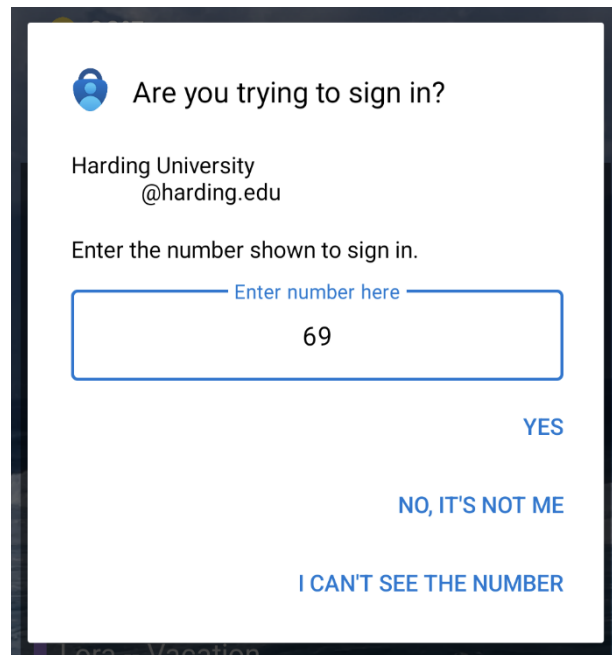 Are you trying to sign in?
Harding University
@harding.edu
Enter the number shown to sign in.
Enter number here
69
YES
NO, IT'S NOT ME
I CAN'T SEE THE NUMBER
Vacation